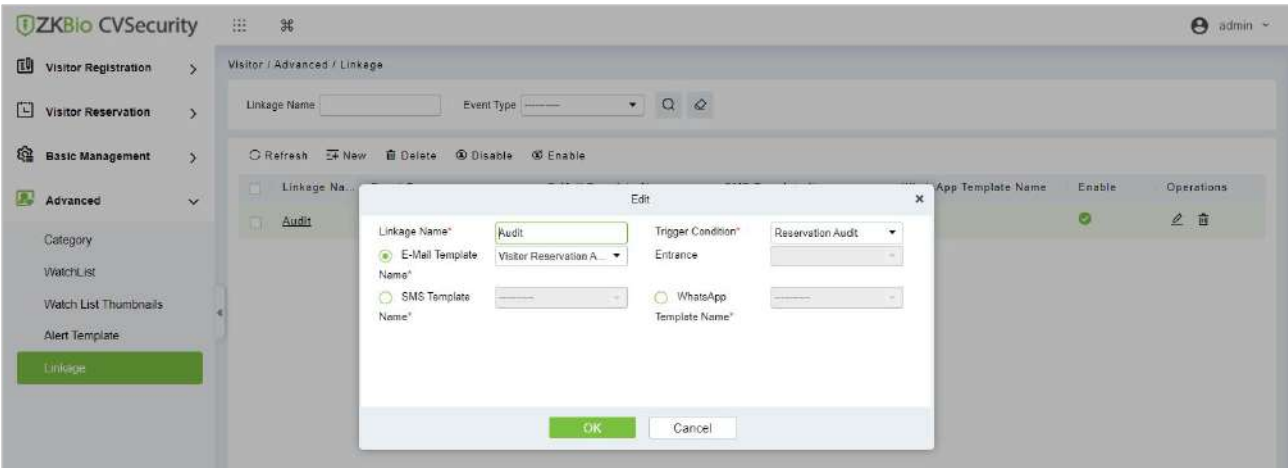 ZKBio CVSecurity
admin
Visitor Registration
Visitor / Advanced / Linkage
Linkage Name
Event Type ----------
Visitor Reservation
Basic Management
Refresh New Delete Disable Enable
Linkage Na... App Template Name Enable Operations
Advanced
Audit
Category
WatchList
Watch List Thumbnails
Alert Template
Linkage
Edit
Linkage Name* Audit Trigger Condition* Reservation Audit
E-Mail Template Visitor Reservation A... Entrance
Name*
SMS Template ---------- WhatsApp ----------
Name* Template Name*
OK Cancel